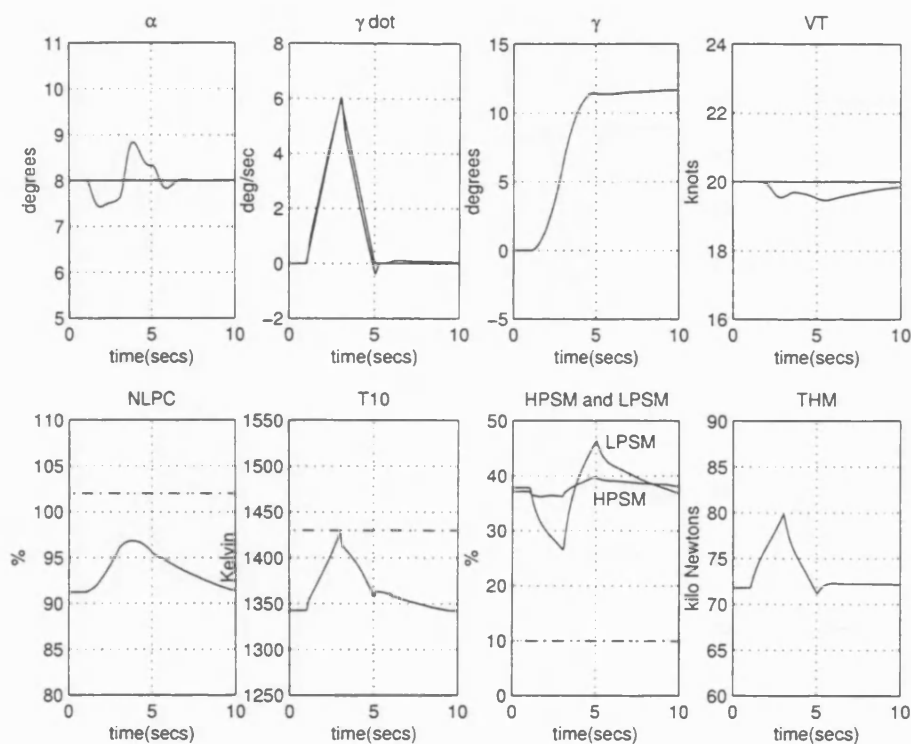 α
γ dot
γ
VT
11
10
9
8
7
6
5
degrees
0 5 10
time(secs)
8
6
4
2
0
−2
deg/sec
0 5 10
time(secs)
15
10
5
0
−5
degrees
0 5 10
time(secs)
24
22
20
18
16
knots
0 5 10
time(secs)
NLPC
T10
HPSM and LPSM
THM
110
105
100
95
90
85
80
%
0 5 10
time(secs)
1550
1500
1450
1400
1350
1300
1250
Kelvin
0 5 10
time(secs)
50
40
30
20
10
0
%
LPSM
HPSM
0 5 10
time(secs)
90
85
80
75
70
65
60
kilo Newtons
0 5 10
time(secs)